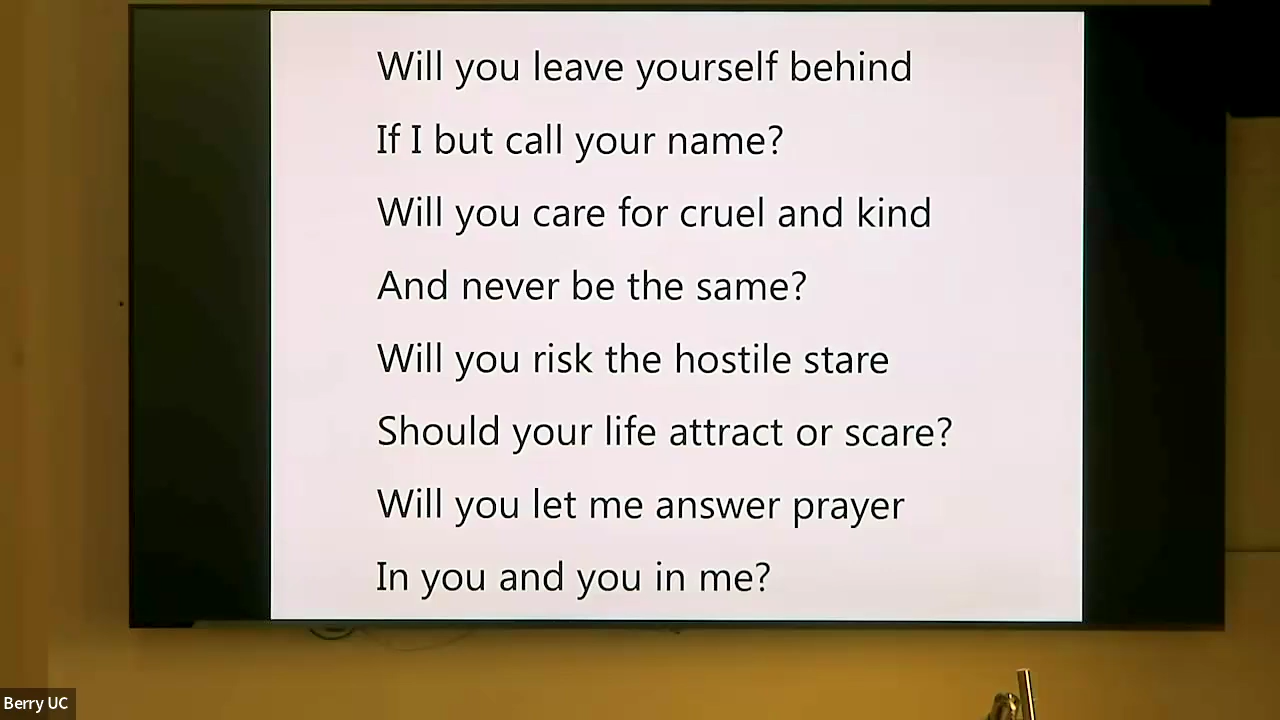 Will you leave yourself behind
If I but call your name?
Will you care for cruel and kind
And never be the same?
Will you risk the hostile stare
Should your life attract or scare?
Will you let me answer prayer
In you and you in me?
Berry UC